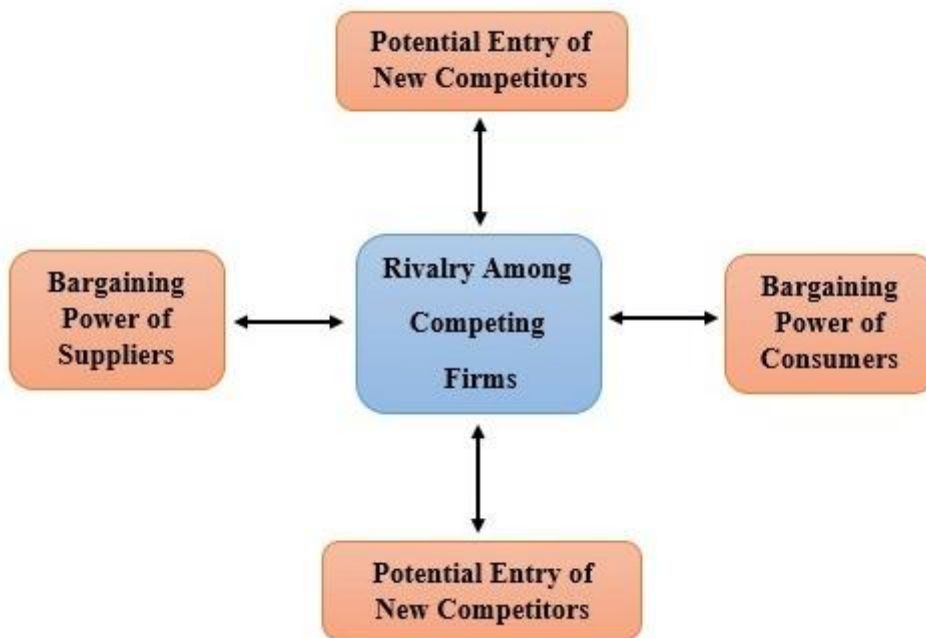 Potential Entry of
New Competitors
Bargaining
Power of
Suppliers
Rivalry Among
Competing
Firms
Bargaining
Power of
Consumers
Potential Entry of
New Competitors